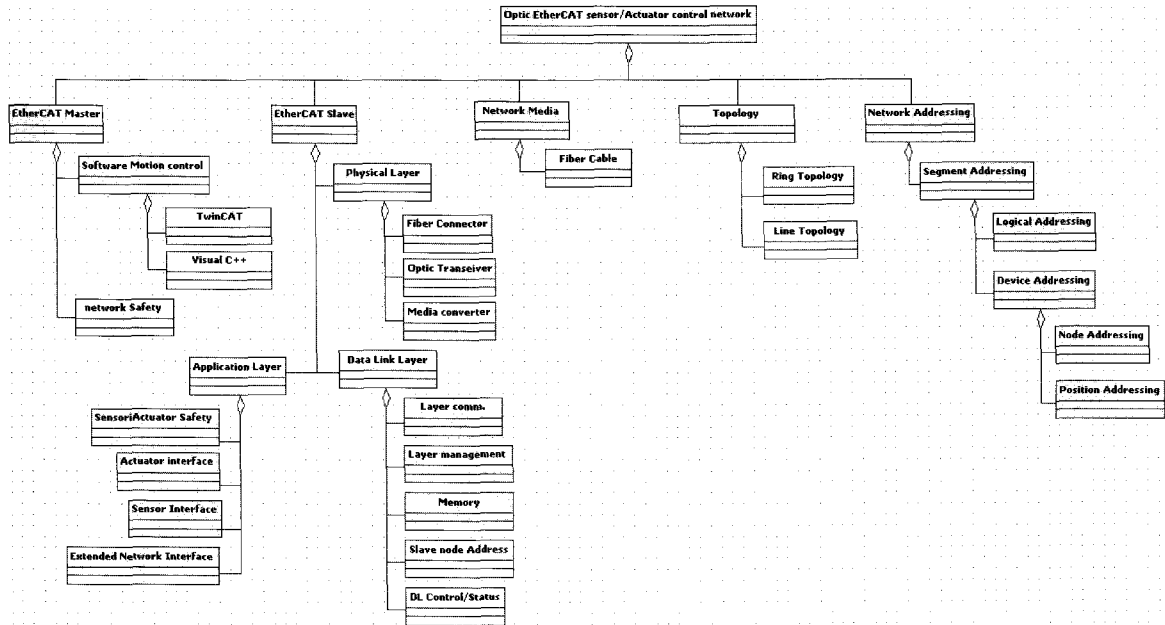 Optic EtherCAT sensor/Actuator control network
EtherCAT Master
EtherCAT Slave
Network Media
Topology
Network Addressing
Software Motion control
TwinCAT
Visual C++
network Safety
Physical Layer
Fiber Connector
Optic Transeiver
Media converter
Application Layer
Data Link Layer
SensoriActuator Safety
Actuator interface
Sensor Interface
Extended Network Interface
Layer comm.
Layer management
Memory
Slave node Address
DL Control/Status
Fiber Cable
Ring Topology
Line Topology
Segment Addressing
Logical Addressing
Device Addressing
Node Addressing
Position Addressing